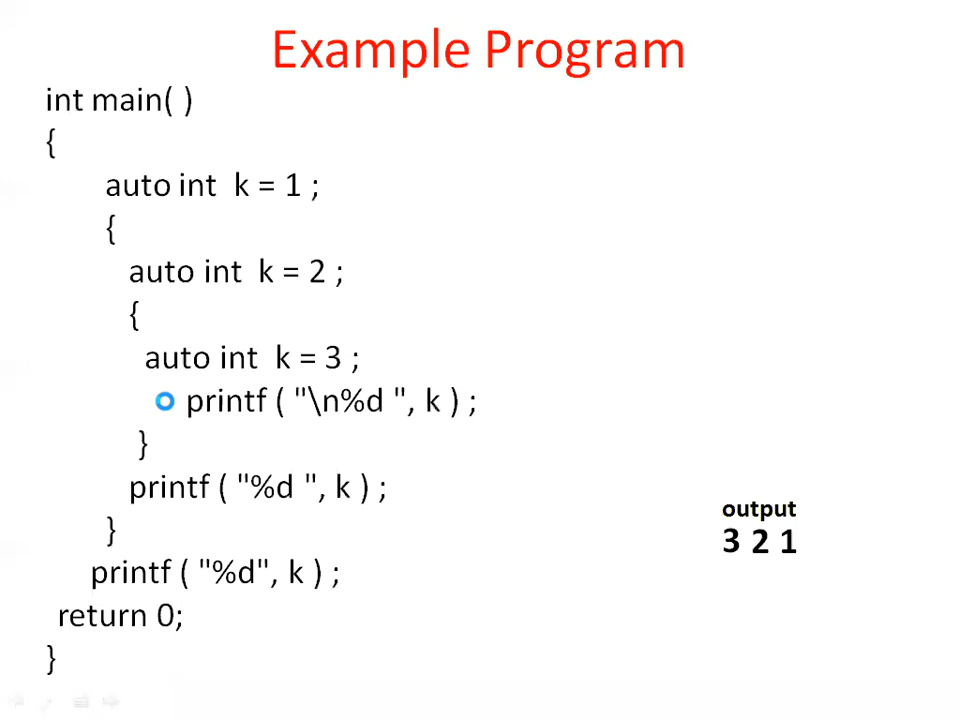 Example Program
int main( )
{
auto int  k = 1 ;
{
auto int  k = 2 ;
{
auto int  k = 3 ;
printf ( "\n%d ", k ) ;
}
printf ( "%d ", k ) ;
}
printf ( "%d", k ) ;
return 0;
}
output
3 2 1